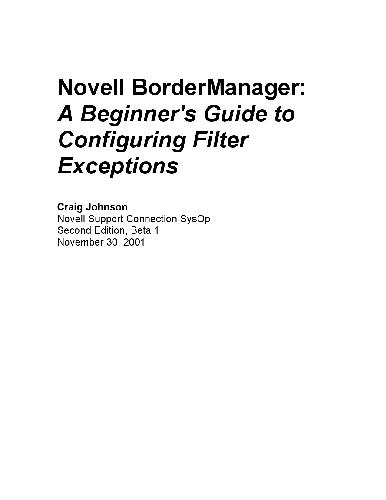 Novell BorderManager:
A Beginner's Guide to
Configuring Filter
Exceptions
Craig Johnson
Novell Support Connection SysOp
Second Edition, Beta 1
November 30, 2001